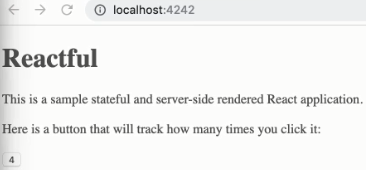 localhost:4242
Reactful
This is a sample stateful and server-side rendered React application.
Here is a button that will track how many times you click it:
4